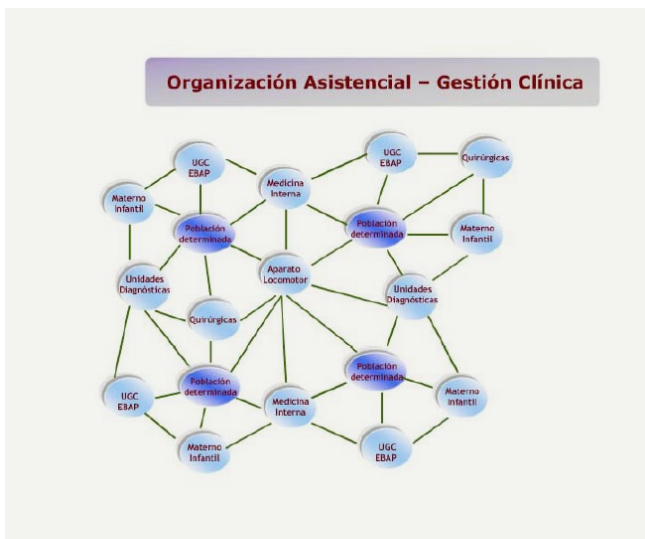 Organización Asistencial – Gestión Clínica
UGC
EBAP
UGC
EBAP
Quirúrgicas
Medicina
Interna
Materno
Infantil
Población
determinada
Población
determinada
Materno
Infantil
Aparato
Locomotor
Unidades
Diagnósticas
Unidades
Diagnósticas
Quirúrgicas
Población
determinada
Población
determinada
UGC
EBAP
Medicina
Interna
Materno
Infantil
Materno
Infantil
UGC
EBAP